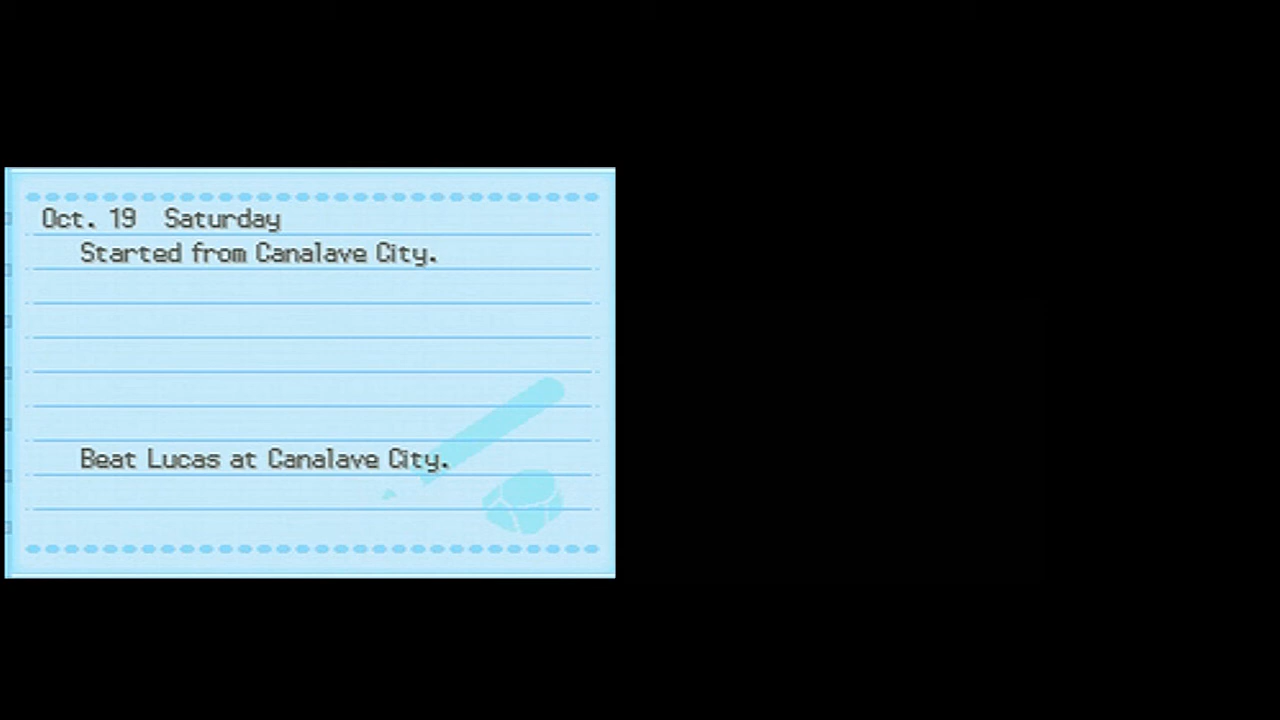 Oct. 19 Saturday
Started from Canalave City.
Beat Lucas at Canalave City.